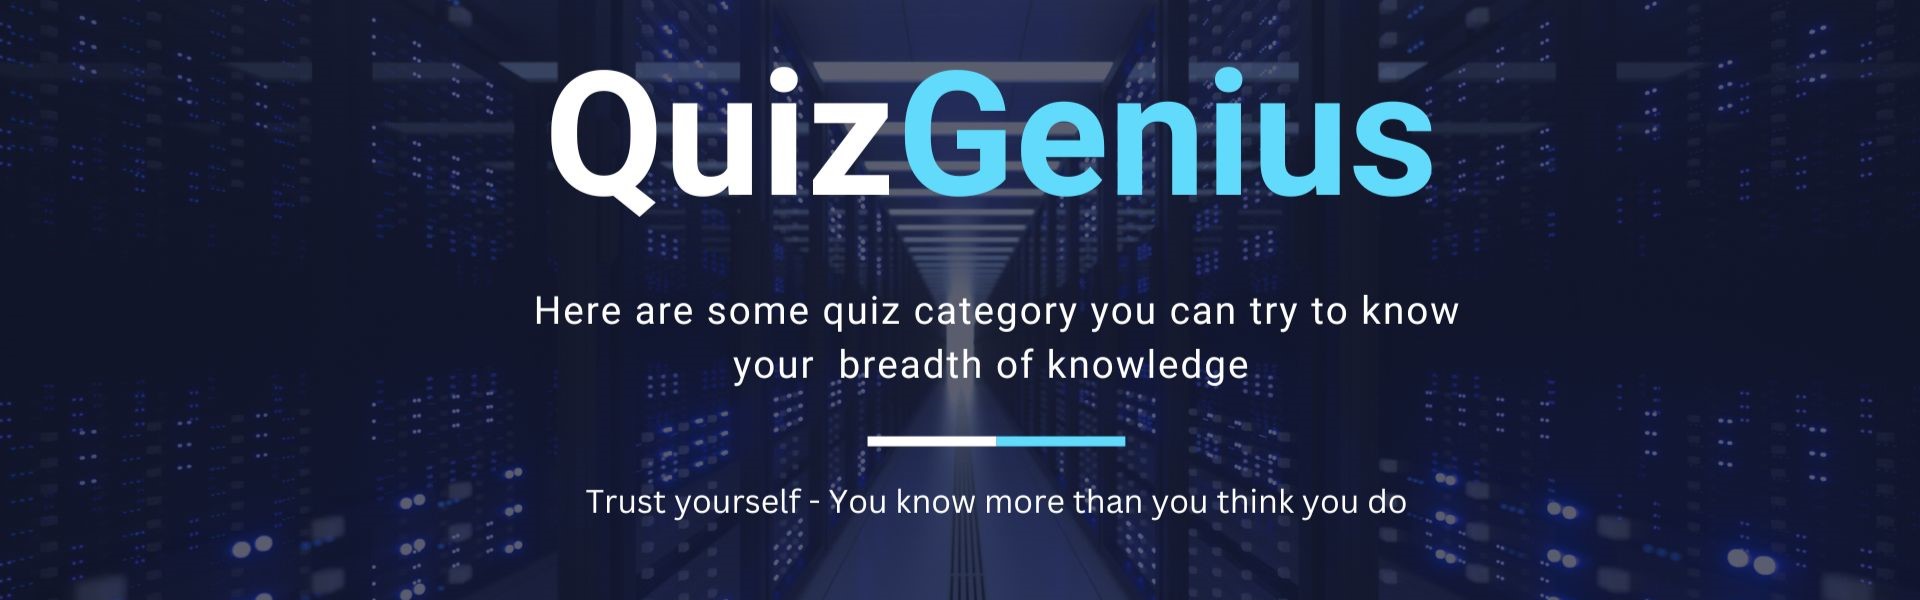 QuizGenius
Here are some quiz category you can try to know
your  breadth of knowledge
Trust yourself - You know more than you think you do